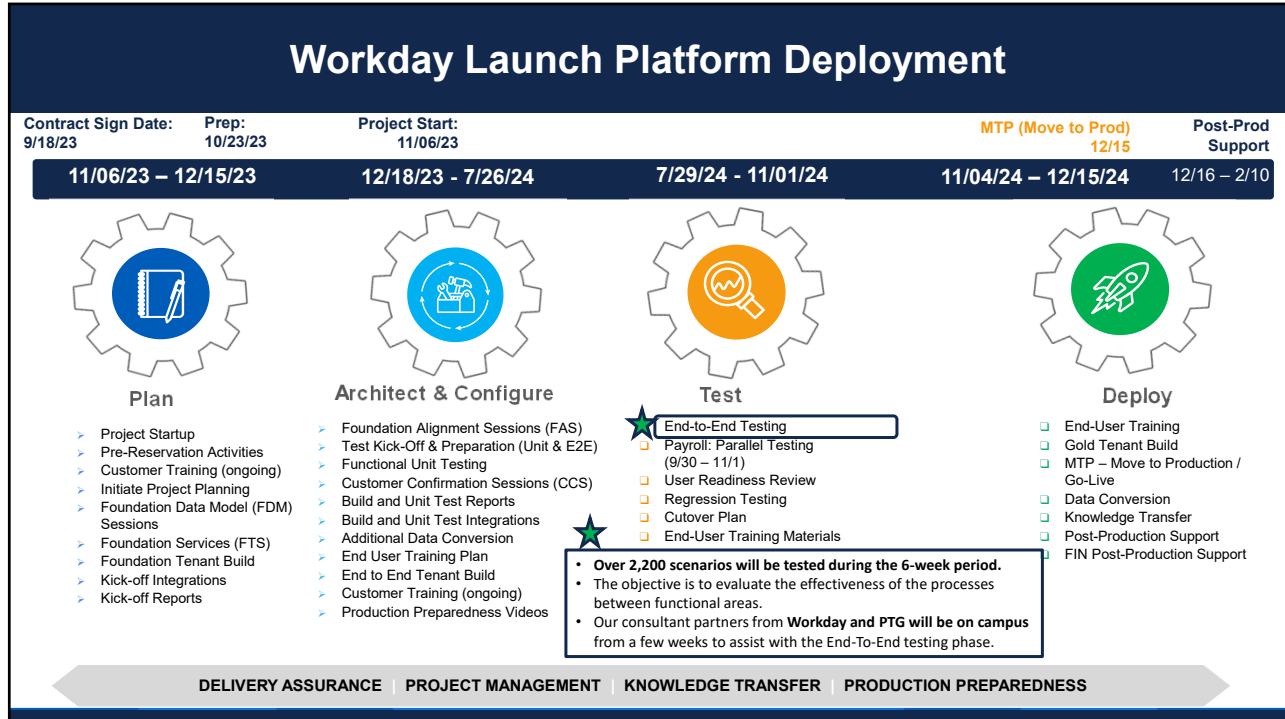 Workday Launch Platform Deployment
Contract Sign Date:
9/18/23
Prep:
10/23/23
Project Start:
11/06/23
MTP (Move to Prod)
12/15
Post-Prod
Support
11/06/23 – 12/15/23
12/18/23 - 7/26/24
7/29/24 - 11/01/24
11/04/24 – 12/15/24
12/16 – 2/10
Plan
Project Startup
Pre-Reservation Activities
Customer Training (ongoing)
Initiate Project Planning
Foundation Data Model (FDM)
Sessions
Foundation Services (FTS)
Foundation Tenant Build
Kick-off Integrations
Kick-off Reports
Architect & Configure
Foundation Alignment Sessions (FAS)
Test Kick-Off & Preparation (Unit & E2E)
Functional Unit Testing
Customer Confirmation Sessions (CCS)
Build and Unit Test Reports
Build and Unit Test Integrations
Additional Data Conversion
End User Training Plan
End to End Tenant Build
Customer Training (ongoing)
Production Preparedness Videos
Test
End-to-End Testing
Payroll: Parallel Testing
(9/30 – 11/1)
User Readiness Review
Regression Testing
Cutover Plan
End-User Training Materials
• Over 2,200 scenarios will be tested during the 6-week period.
• The objective is to evaluate the effectiveness of the processes
between functional areas.
• Our consultant partners from Workday and PTG will be on campus
from a few weeks to assist with the End-To-End testing phase.
Deploy
End-User Training
Gold Tenant Build
MTP – Move to Production /
Go-Live
Data Conversion
Knowledge Transfer
Post-Production Support
FIN Post-Production Support
DELIVERY ASSURANCE | PROJECT MANAGEMENT | KNOWLEDGE TRANSFER | PRODUCTION PREPAREDNESS